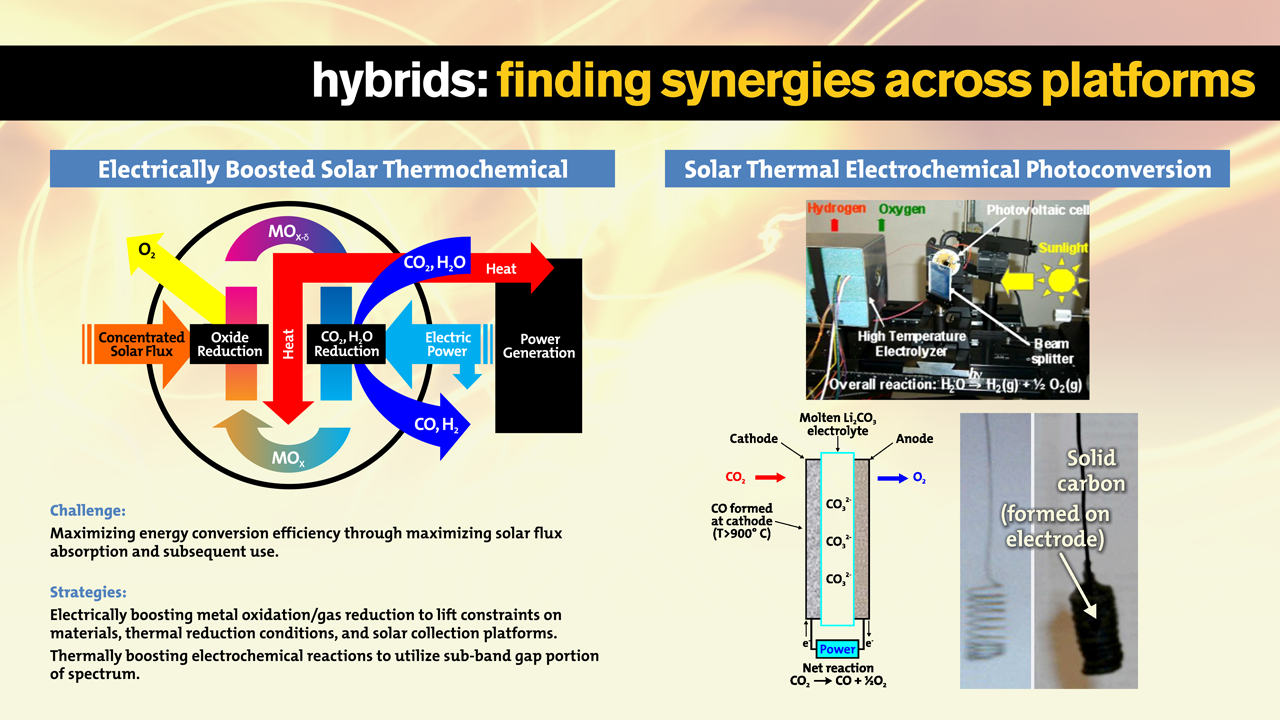 hybrids: finding synergies across platforms
Electrically Boosted Solar Thermochemical
O₂
MOₓ₋δ
CO₂, H₂O
Heat
Concentrated
Solar Flux
Oxide
Reduction
Heat
CO₂, H₂O
Reduction
Electric
Power
Power
Generation
CO, H₂
MOₓ
Challenge:
Maximizing energy conversion efficiency through maximizing solar flux
absorption and subsequent use.
Strategies:
Electrically boosting metal oxidation/gas reduction to lift constraints on
materials, thermal reduction conditions, and solar collection platforms.
Thermally boosting electrochemical reactions to utilize sub-band gap portion
of spectrum.
Solar Thermal Electrochemical Photoconversion
Hydrogen
Oxygen
Photovoltaic cell
Sunlight
High Temperature
Electrolyzer
Beam
splitter
hν
Overall reaction: H₂O → H₂(g) + ½ O₂(g)
Molten Li₂CO₃
electrolyte
Cathode
Anode
CO₂
O₂
CO₃²⁻
CO formed
at cathode
(T>900° C)
CO₃²⁻
CO₃²⁻
e⁻
Power
e⁻
Net reaction
CO₂ → CO + ½O₂
Solid
carbon
(formed on
electrode)